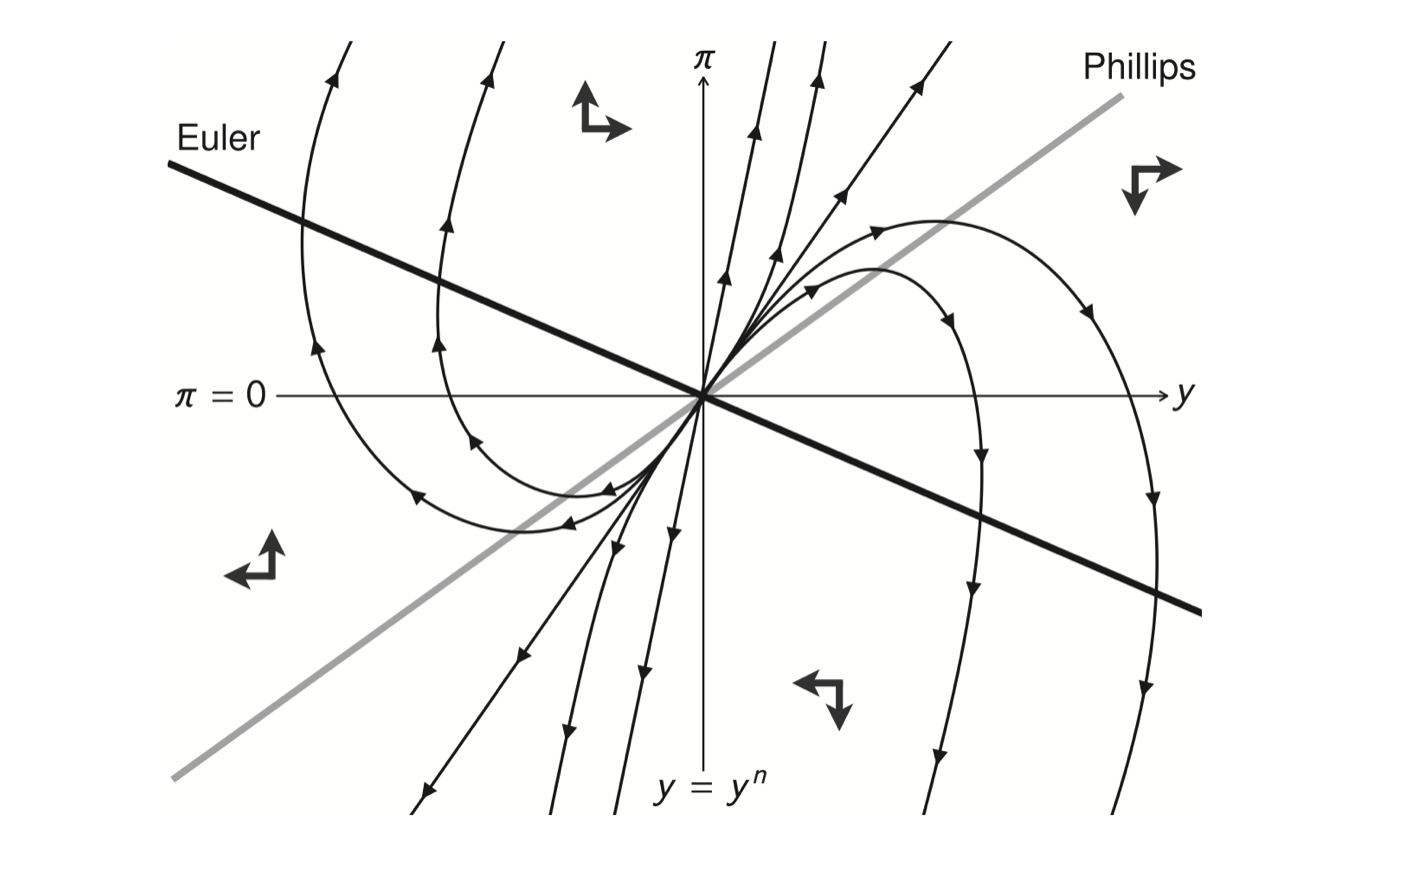 π
Phillips
Euler
π = 0
y
y = yⁿ